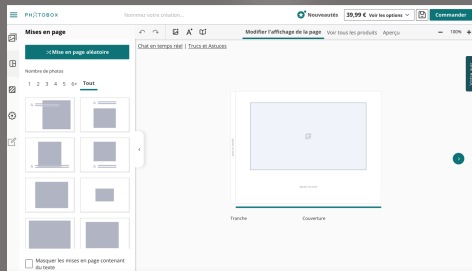 PHOTOBOX
Nommez votre création...
Nouveautés
39,99 € Voir les options
Commander
Mises en page
Modifier l'affichage de la page
Voir tous les produits
Aperçu
100%
Chat en temps réel | Trucs et Astuces
Mise en page aléatoire
Nombre de photos
1 2 3 4 5 6+ Tout
Tranche
Couverture
Masquer les mises en page contenant
du texte